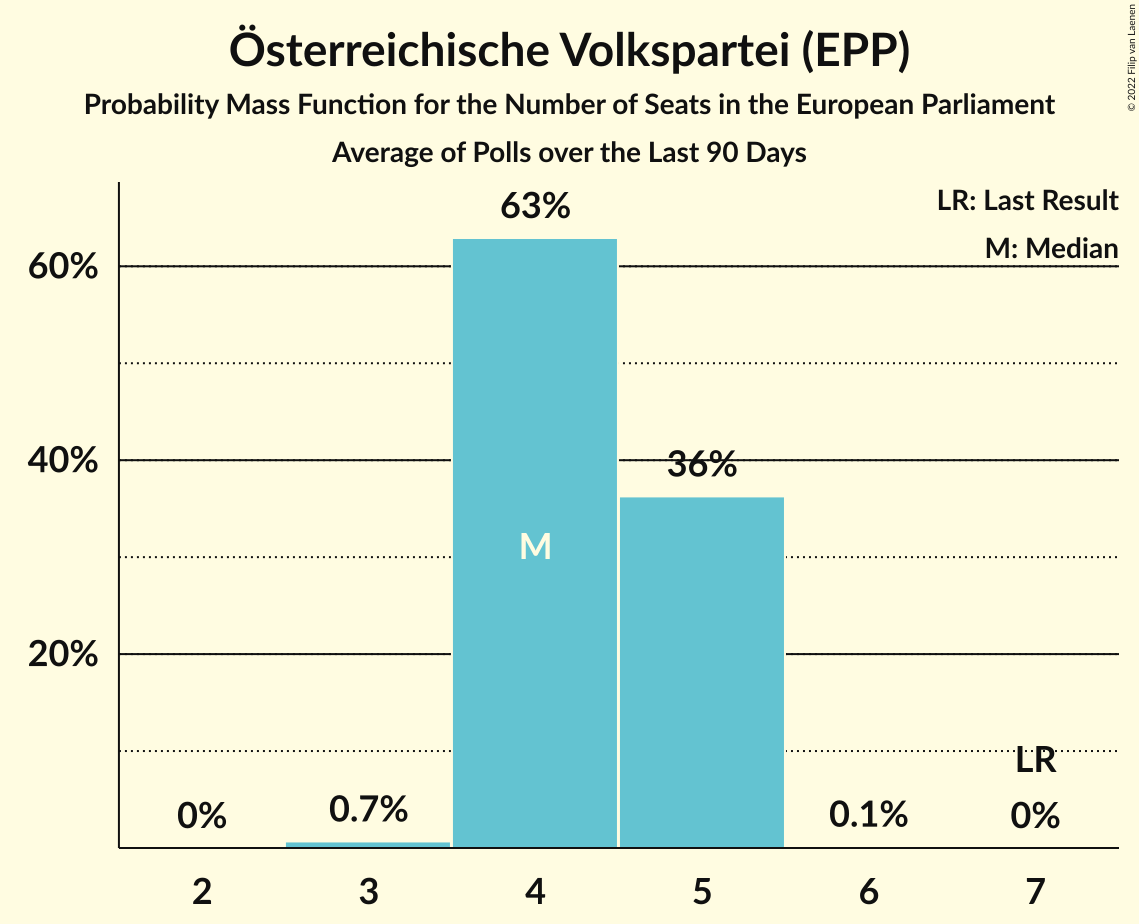 Österreichische Volkspartei (EPP)
Probability Mass Function for the Number of Seats in the European Parliament
Average of Polls over the Last 90 Days
© 2022 Filip van Laenen
LR: Last Result
M: Median
63%
60%
40%
36%
M
20%
LR
0%
0.7%
0.1%
0%
2
3
4
5
6
7